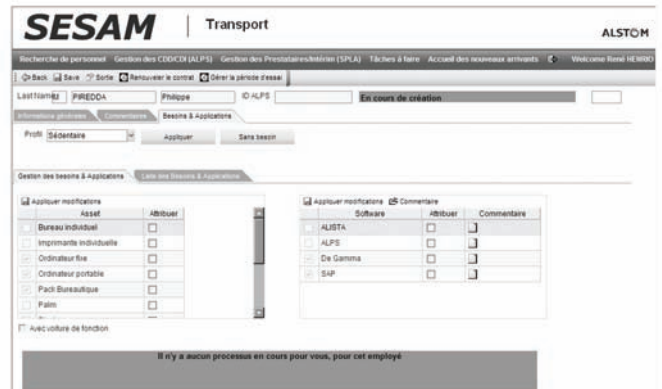 SESAM
Transport
ALSTOM
Recherche de personnel Gestion des CDD/CDI (ALPS) Gestion des Prestataires/Intérim (SPLA) Tâches à faire Accueil des nouveaux arrivants Welcome René HENRIO
Back Save Sortie Renouveler le contrat Gérer la période d'essai
Last Name PIREDDA Philippe ID ALPS En cours de création
Informations générales Commentaires Besoins & Applications
Profil Sédentaire Appliquer Sans besoin
Gestion des besoins & Applications Liste des Besoins & Applications
Appliquer modifications
Asset Attribuer
Bureau individuel
Imprimante individuelle
Ordinateur fixe
Ordinateur portable
Pack Bureautique
Palm
Appliquer modifications Commentaire
Software Attribuer Commentaire
ALISTA
ALPS
De Gamma
SAP
Avec voiture de fonction
Il n'y a aucun processus en cours pour vous, pour cet employé